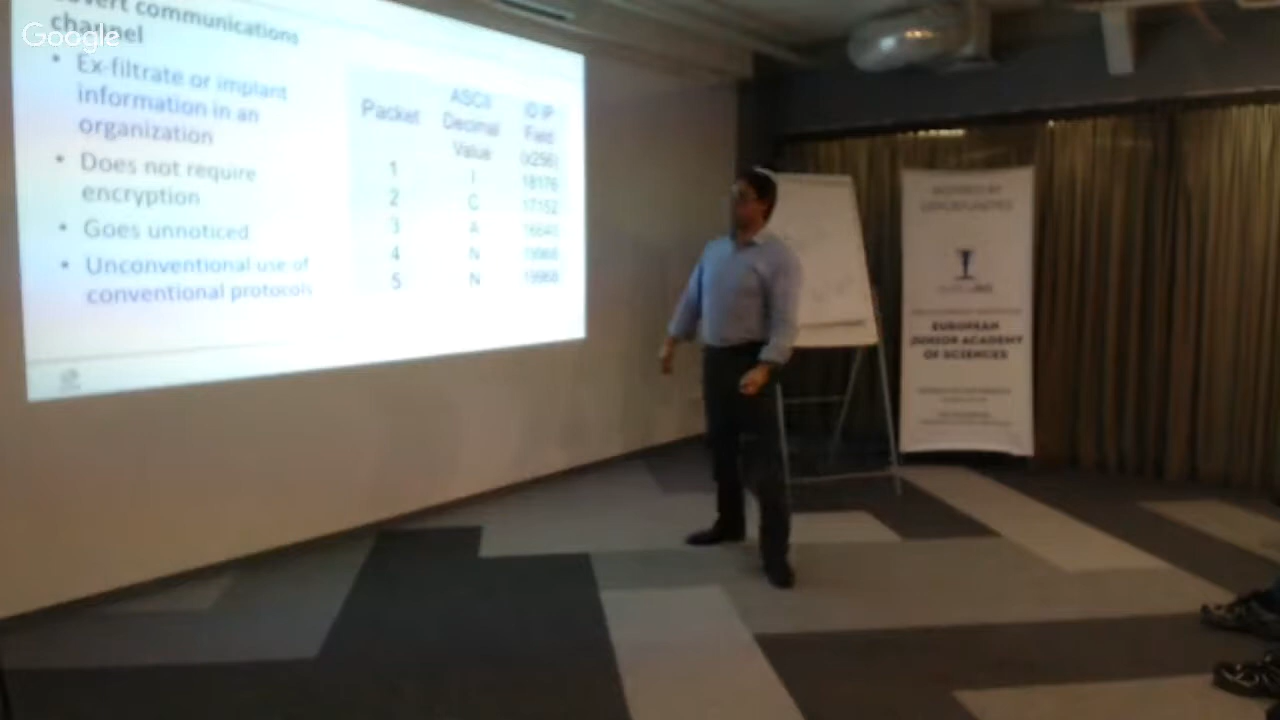 Google
overt communications
channel
• Ex-filtrate or implant
information in an
organization
• Does not require
encryption
• Goes unnoticed
• Unconventional use of
conventional protocols
Packet ASCII Decimal Value ID IP Field (x256)
1 I 18176
2 C 17152
3 A 16640
4 N 19968
5 N 19968
EUROPEAN
JUNIOR ACADEMY
OF SCIENCES